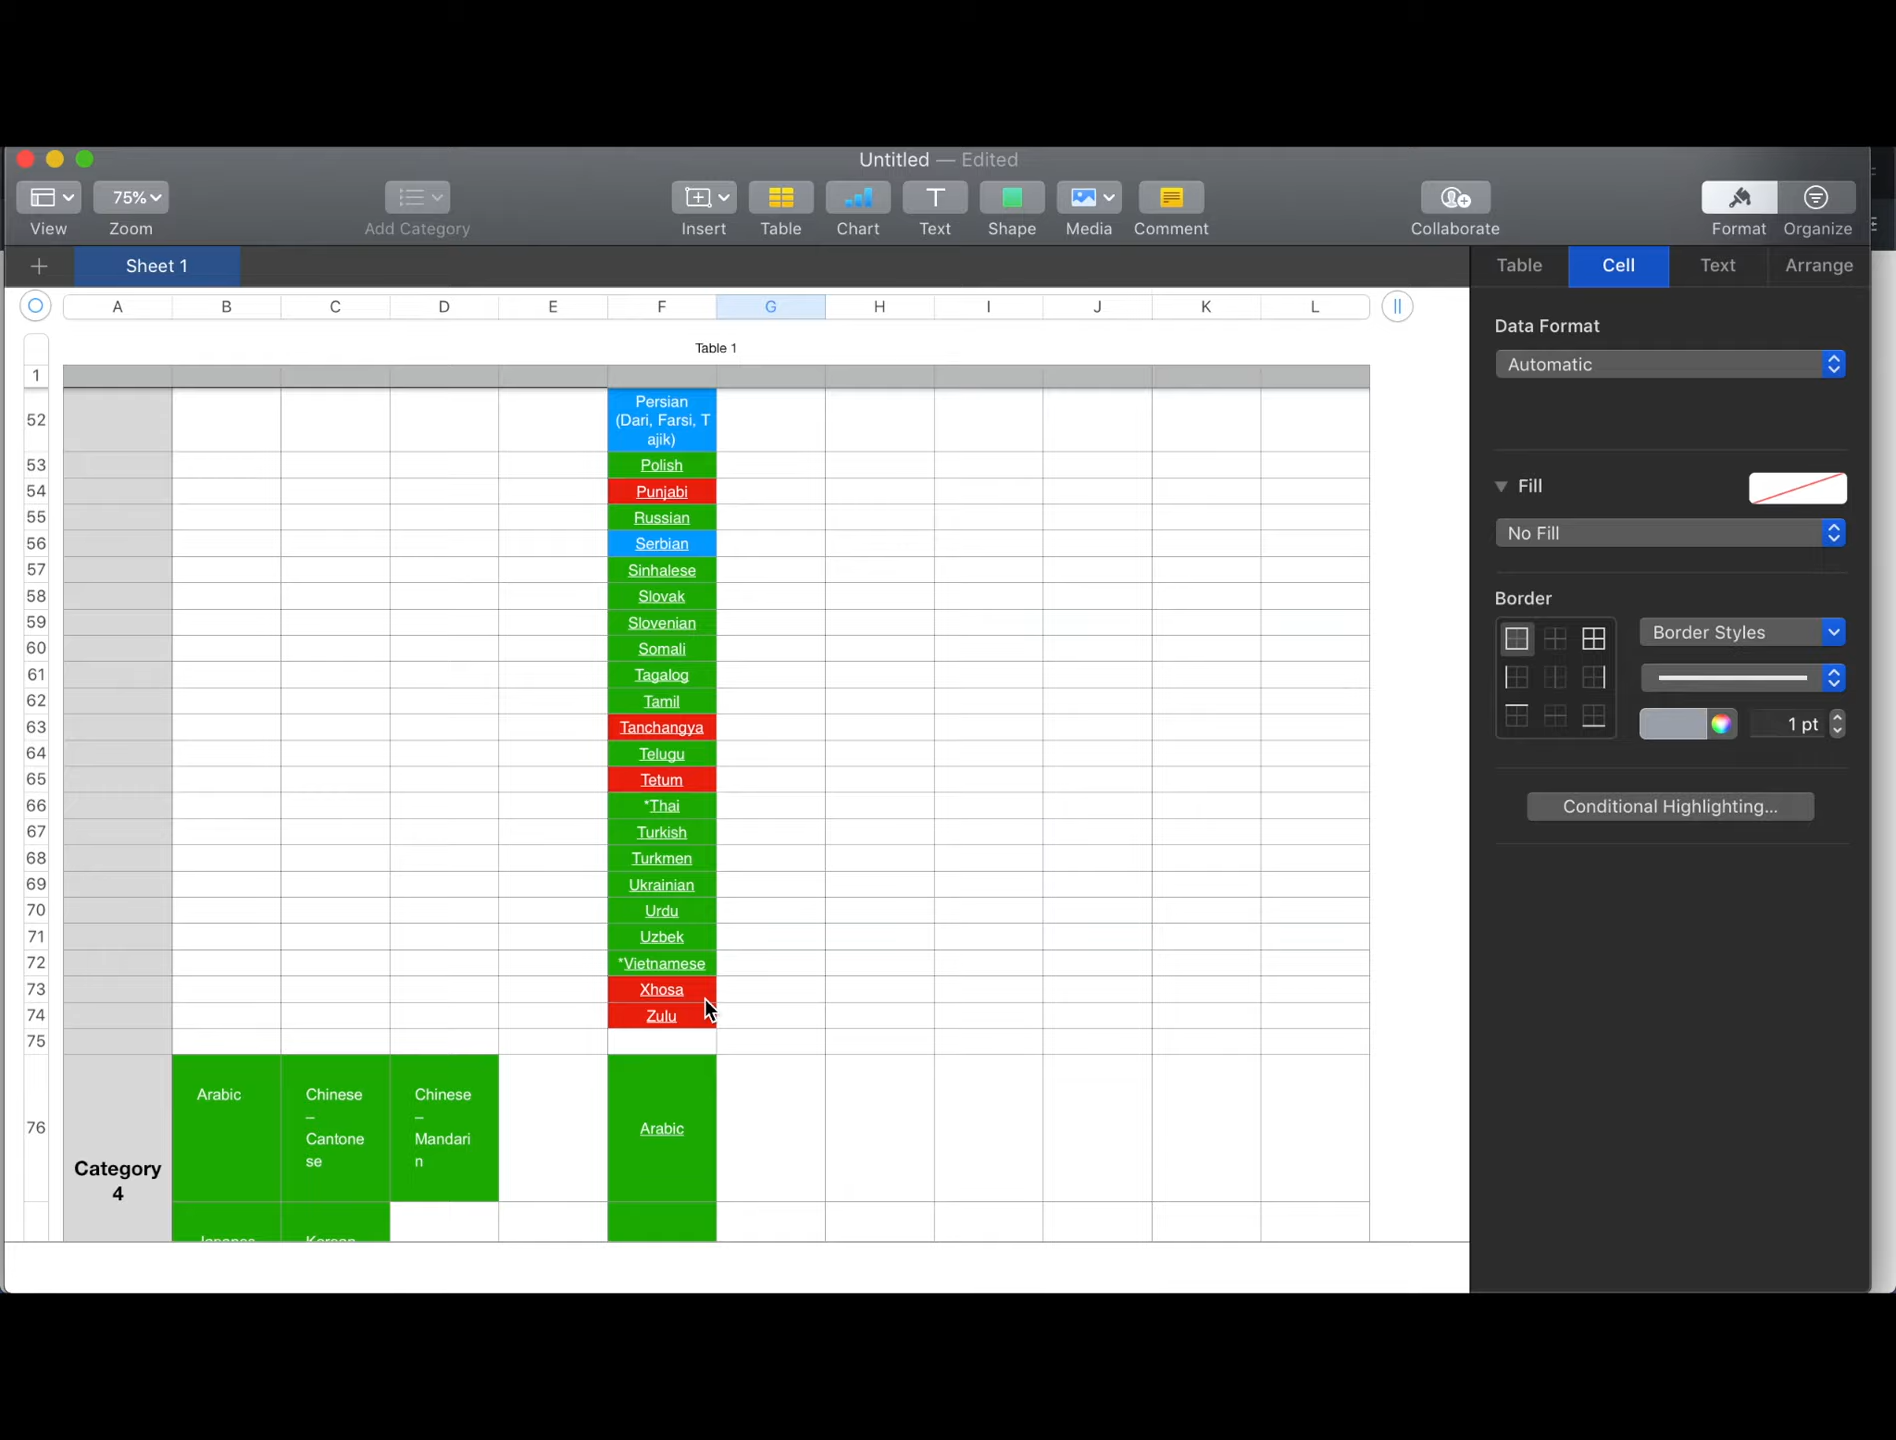 Untitled — Edited
75%
View
Zoom
Add Category
Insert
Table
Chart
Text
Shape
Media
Comment
Collaborate
Format
Organize
Sheet 1
Table
Cell
Text
Arrange
A B C D E F G H I J K L
Table 1
1
52
Persian
(Dari, Farsi, T
ajik)
53 Polish
54 Punjabi
55 Russian
56 Serbian
57 Sinhalese
58 Slovak
59 Slovenian
60 Somali
61 Tagalog
62 Tamil
63 Tanchangya
64 Telugu
65 Tetum
66 *Thai
67 Turkish
68 Turkmen
69 Ukrainian
70 Urdu
71 Uzbek
72 *Vietnamese
73 Xhosa
74 Zulu
75
76
Category
4
Arabic
Chinese
–
Cantone
se
Chinese
–
Mandari
n
Arabic
Data Format
Automatic
Fill
No Fill
Border
Border Styles
1 pt
Conditional Highlighting...